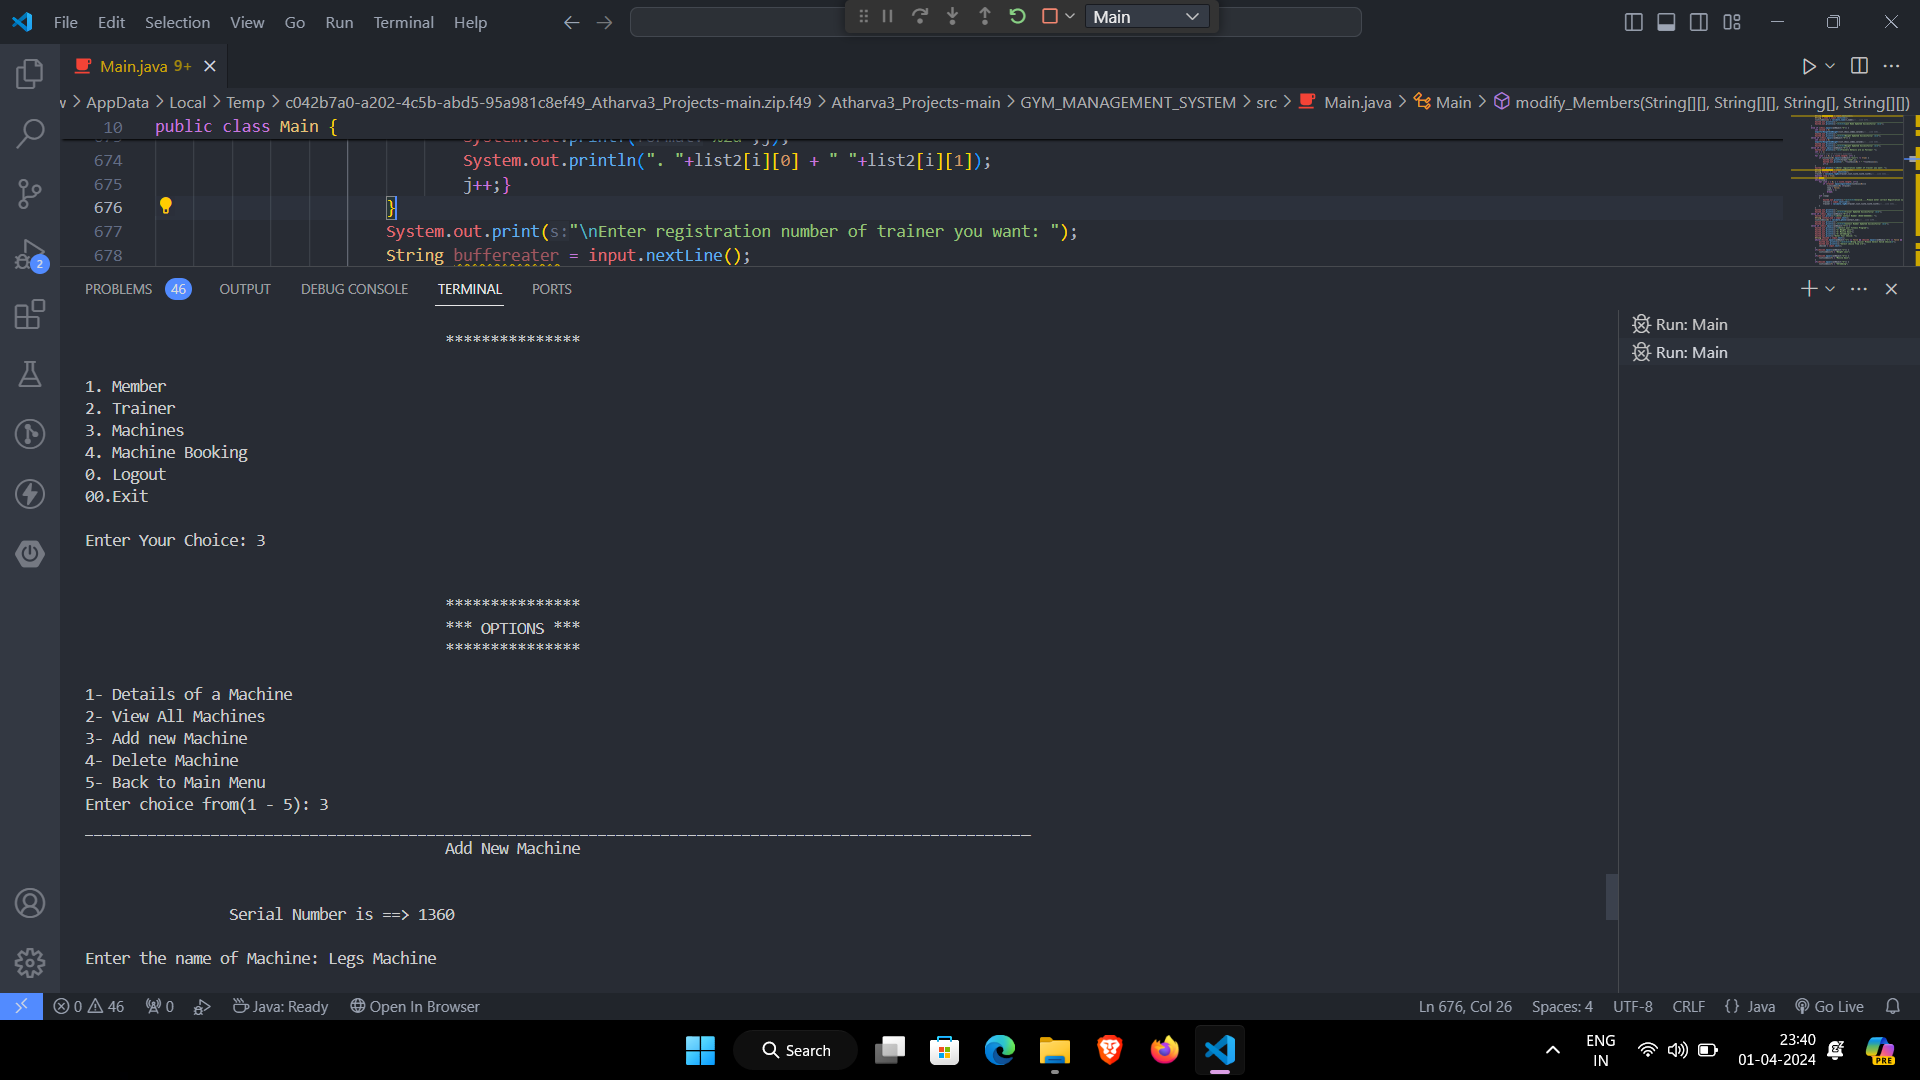 File Edit Selection View Go Run Terminal Help
Main
Main.java 9+
AppData > Local > Temp > c042b7a0-a202-4c5b-abd5-95a981c8ef49_Atharva3_Projects-main.zip.f49 > Atharva3_Projects-main > GYM_MANAGEMENT_SYSTEM > src > Main.java > Main > modify_Members(String[][], String[][], String[], String[][])
10 public class Main {
674 System.out.println(". "+list2[i][0] + " "+list2[i][1]);
675 j++;}
676 }
677 System.out.print(s:"\nEnter registration number of trainer you want: ");
678 String buffereater = input.nextLine();
PROBLEMS 46 OUTPUT DEBUG CONSOLE TERMINAL PORTS
Run: Main
Run: Main
***************
1. Member
2. Trainer
3. Machines
4. Machine Booking
0. Logout
00.Exit
Enter Your Choice: 3
***************
*** OPTIONS ***
***************
1- Details of a Machine
2- View All Machines
3- Add new Machine
4- Delete Machine
5- Back to Main Menu
Enter choice from(1 - 5): 3
_________________________________________________________________________________________________________
Add New Machine
Serial Number is ==> 1360
Enter the name of Machine: Legs Machine
2
0 46 0 Java: Ready Open In Browser
Ln 676, Col 26 Spaces: 4 UTF-8 CRLF {} Java Go Live
Search
ENG
IN
23:40
01-04-2024
PRE